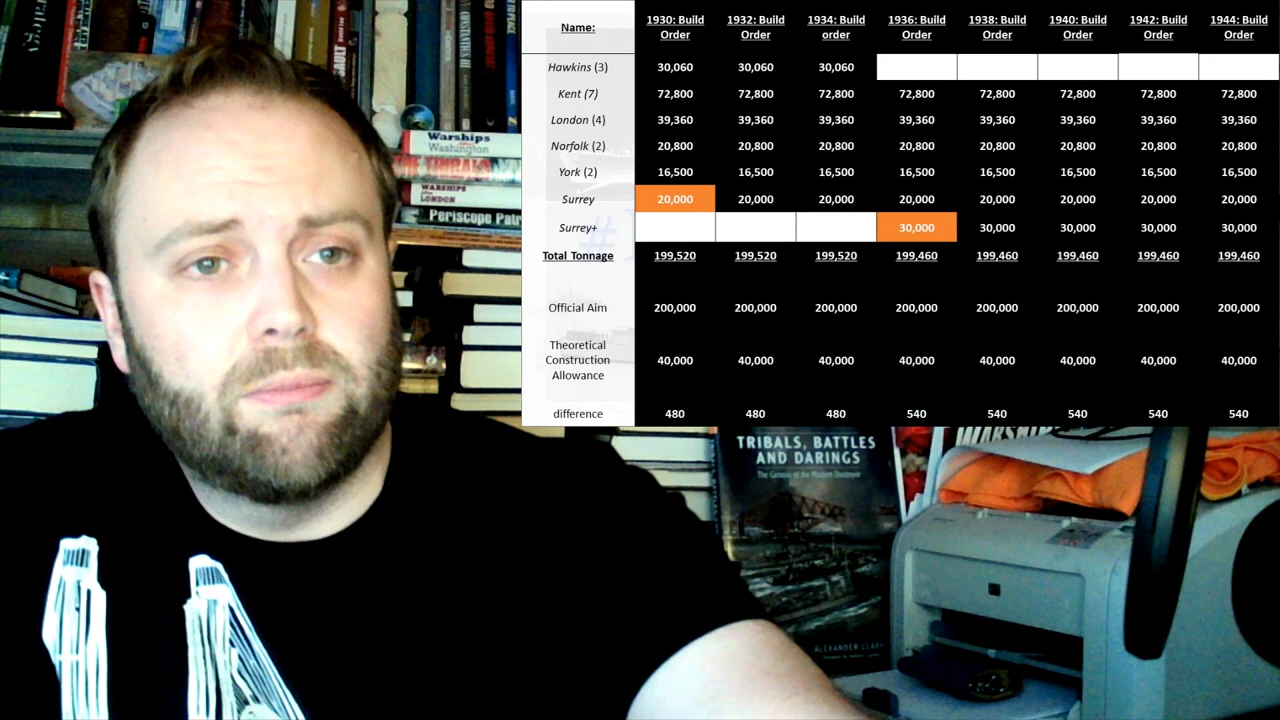 Name:
1930: Build Order
1932: Build Order
1934: Build order
1936: Build Order
1938: Build Order
1940: Build Order
1942: Build Order
1944: Build Order
Hawkins (3) 30,060 30,060 30,060
Kent (7) 72,800 72,800 72,800 72,800 72,800 72,800 72,800 72,800
London (4) 39,360 39,360 39,360 39,360 39,360 39,360 39,360 39,360
Norfolk (2) 20,800 20,800 20,800 20,800 20,800 20,800 20,800 20,800
York (2) 16,500 16,500 16,500 16,500 16,500 16,500 16,500 16,500
Surrey 20,000 20,000 20,000 20,000 20,000 20,000 20,000 20,000
Surrey+ 30,000 30,000 30,000 30,000 30,000
Total Tonnage 199,520 199,520 199,520 199,460 199,460 199,460 199,460 199,460
Official Aim 200,000 200,000 200,000 200,000 200,000 200,000 200,000 200,000
Theoretical
Construction 40,000 40,000 40,000 40,000 40,000 40,000 40,000 40,000
Allowance
difference 480 480 480 540 540 540 540 540
Warships
Washington
THE TRIBALS
WARSHIPS
LONDON
Periscope
TRIBALS, BATTLES
AND DARINGS
The Genesis of the Modern Destroyer
ALEXANDER